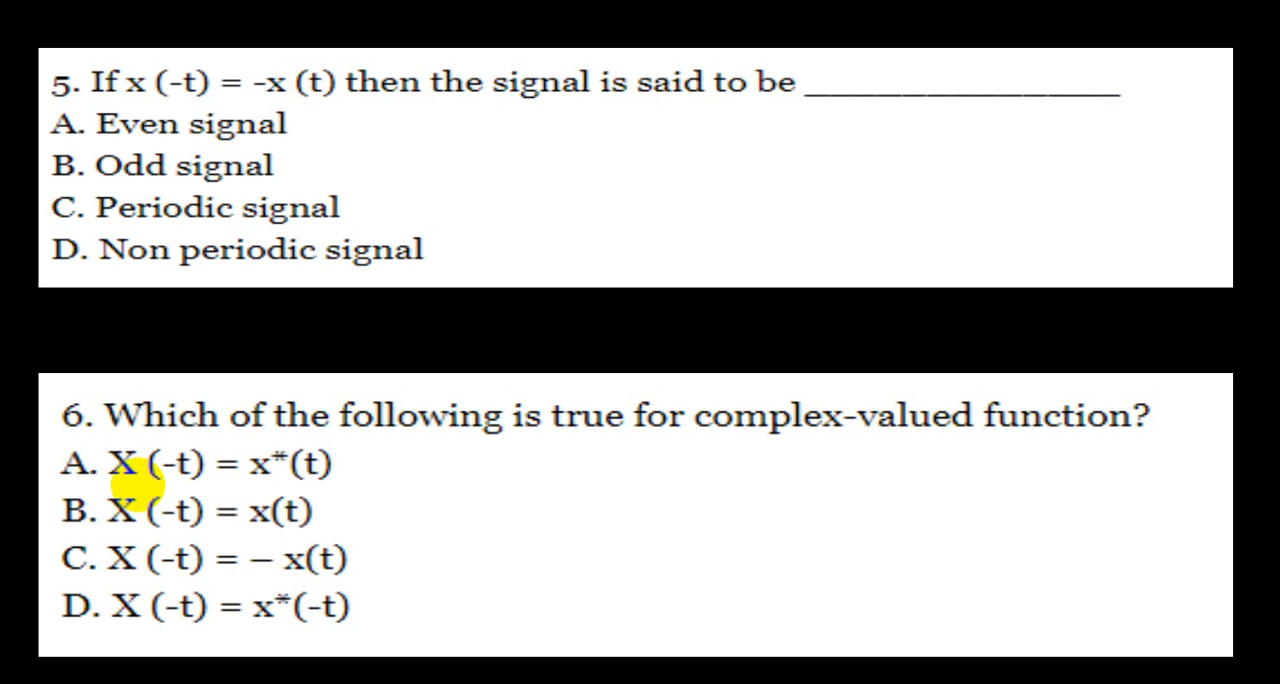 5. If x (-t) = -x (t) then the signal is said to be ____________________
A. Even signal
B. Odd signal
C. Periodic signal
D. Non periodic signal
6. Which of the following is true for complex-valued function?
A. X (-t) = x*(t)
B. X (-t) = x(t)
C. X (-t) = – x(t)
D. X (-t) = x*(-t)